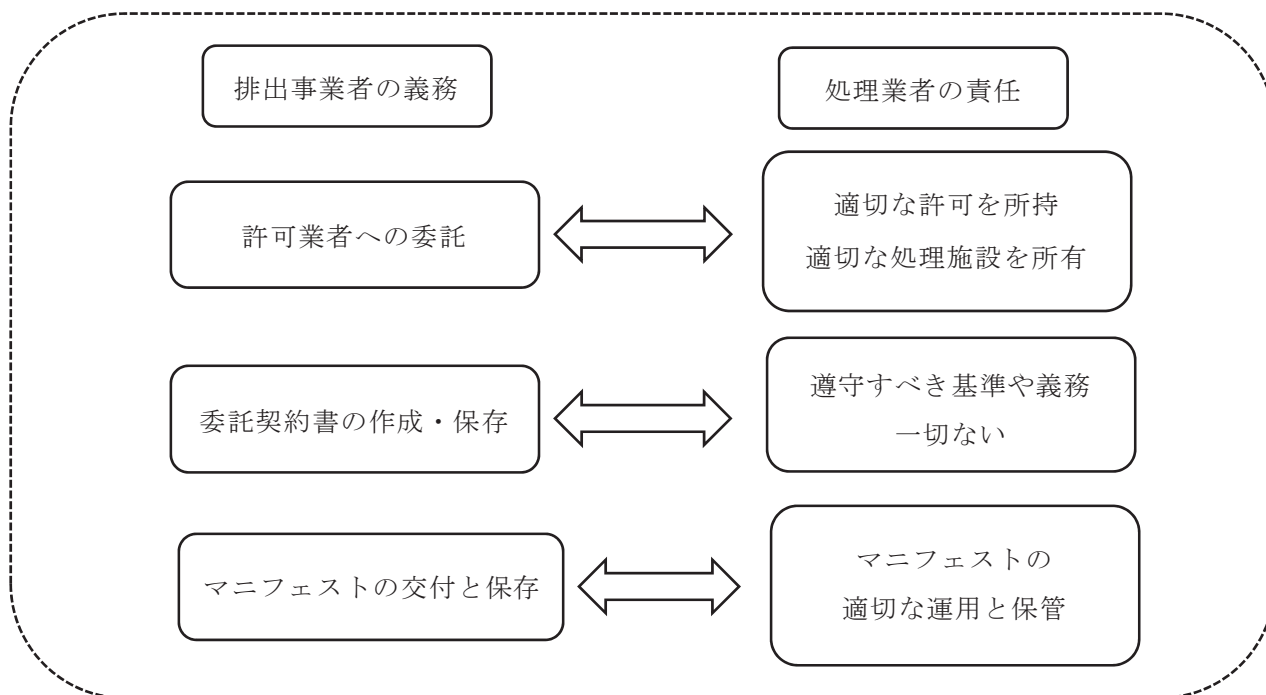 排出事業者の義務
処理業者の責任
許可業者への委託
適切な許可を所持
適切な処理施設を所有
委託契約書の作成・保存
遵守すべき基準や義務
一切ない
マニフェストの交付と保存
マニフェストの
適切な運用と保管